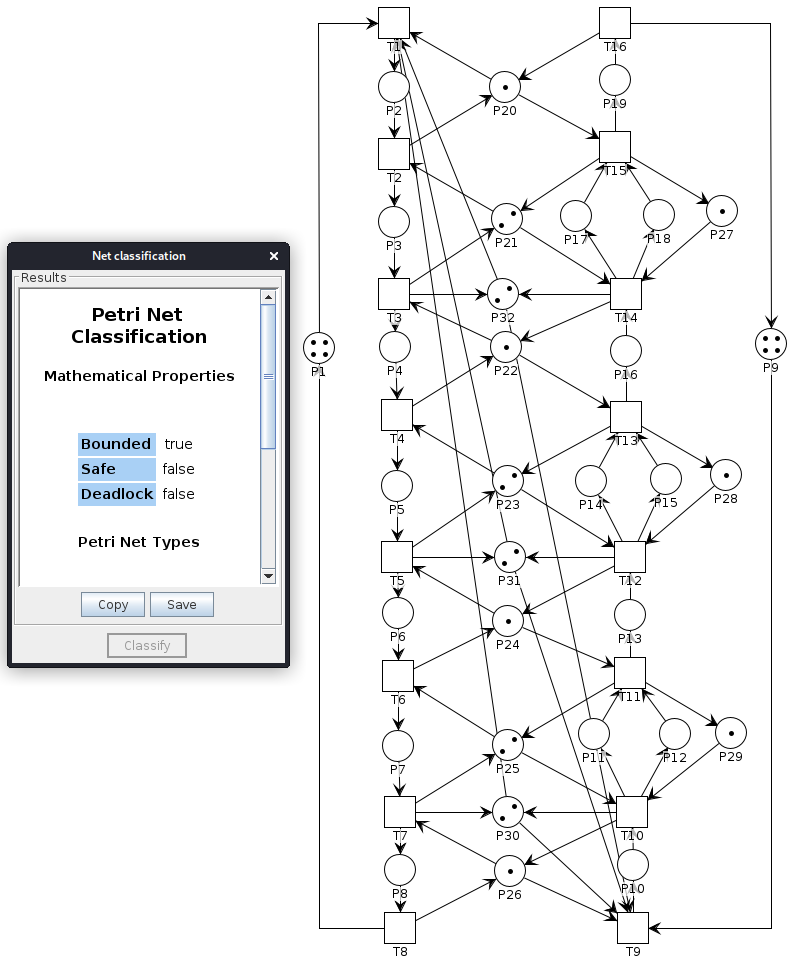 Net classification ×
Results
Petri Net
Classification
Mathematical Properties
Bounded true
Safe false
Deadlock false
Petri Net Types
Copy Save
Classify
T1 T16
P2 P20 P19
T2 T15
P3 P21 P17 P18 P27
T3 P32 T14
P1 P4 P22 P16 P9
T4 T13
P5 P23 P14 P15 P28
T5 P31 T12
P6 P24 P13
T6 T11
P7 P25 P11 P12 P29
T7 P30 T10
P8 P26 P10
T8 T9